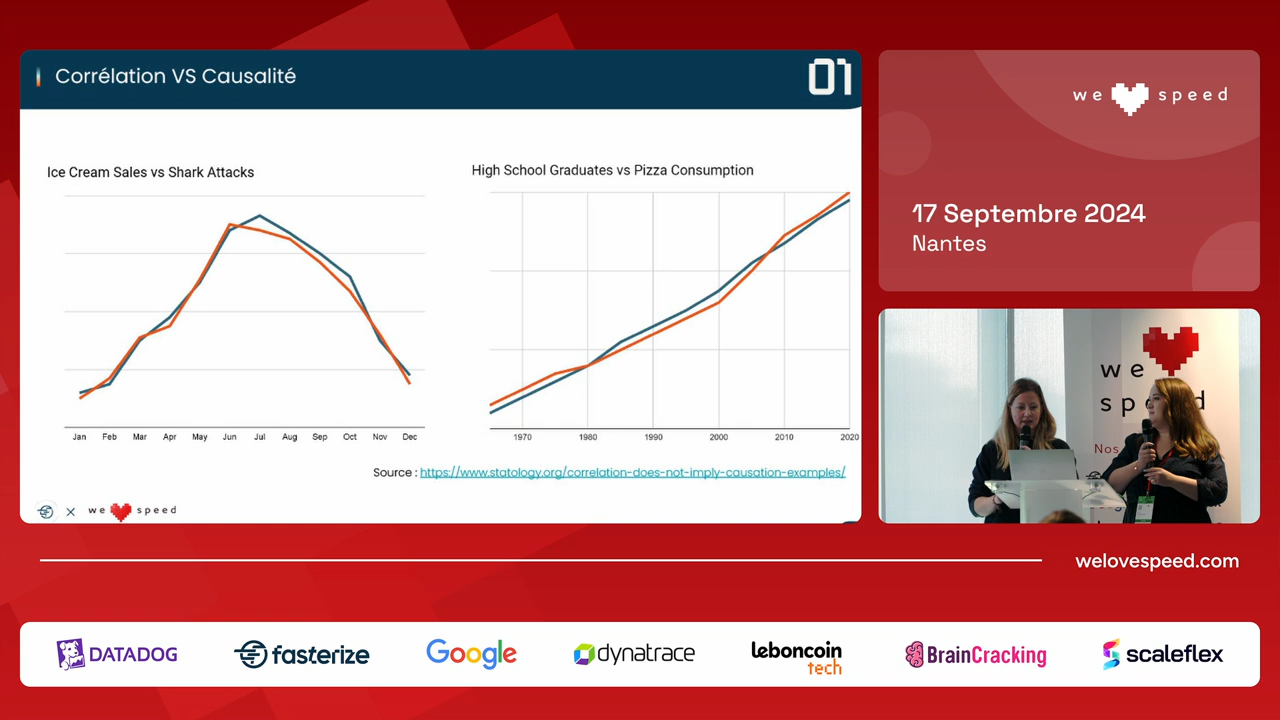 Corrélation VS Causalité
01
Ice Cream Sales vs Shark Attacks
Jan Feb Mar Apr May Jun Jul Aug Sep Oct Nov Dec
High School Graduates vs Pizza Consumption
1970 1980 1990 2000 2010 2020
Source : https://www.statology.org/correlation-does-not-imply-causation-examples/
we speed
we speed
17 Septembre 2024
Nantes
we
Nos
welovespeed.com
DATADOG
fasterize
Google
dynatrace
leboncoin
tech
BrainCracking
scaleflex